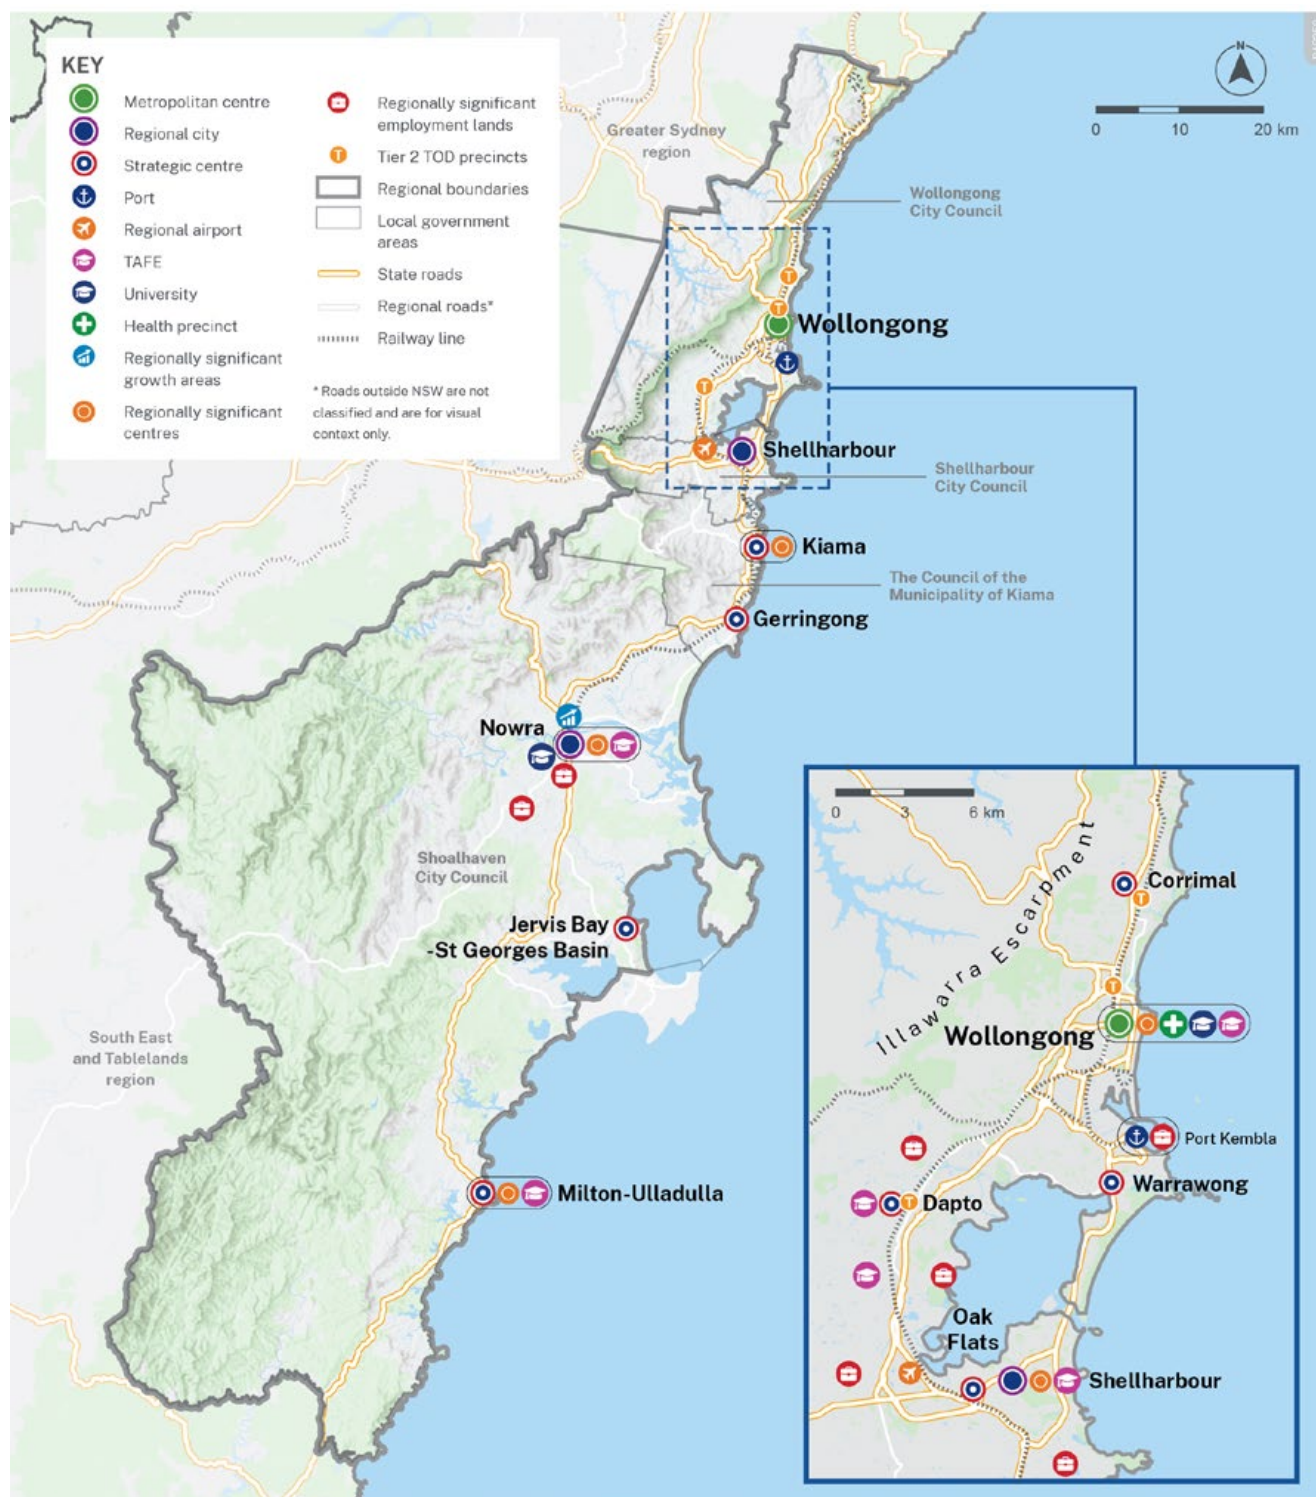 KEY
Metropolitan centre
Regional city
Strategic centre
Port
Regional airport
TAFE
University
Health precinct
Regionally significant
growth areas
Regionally significant
centres
Regionally significant
employment lands
T
Tier 2 TOD precincts
Regional boundaries
Local government
areas
State roads
Regional roads*
Railway line
* Roads outside NSW are not
classified and are for visual
context only.
N
0 10 20 km
Greater Sydney
region
Wollongong
City Council
T
T
Wollongong
T
Shellharbour
Shellharbour
City Council
Kiama
The Council of the
Municipality of Kiama
Gerringong
Nowra
Shoalhaven
City Council
Jervis Bay
-St Georges Basin
South East
and Tablelands
region
Milton-Ulladulla
0 3 6 km
Illawarra Escarpment
Corrimal
T
T
Wollongong
Port Kembla
Warrawong
T
Dapto
Oak
Flats
Shellharbour